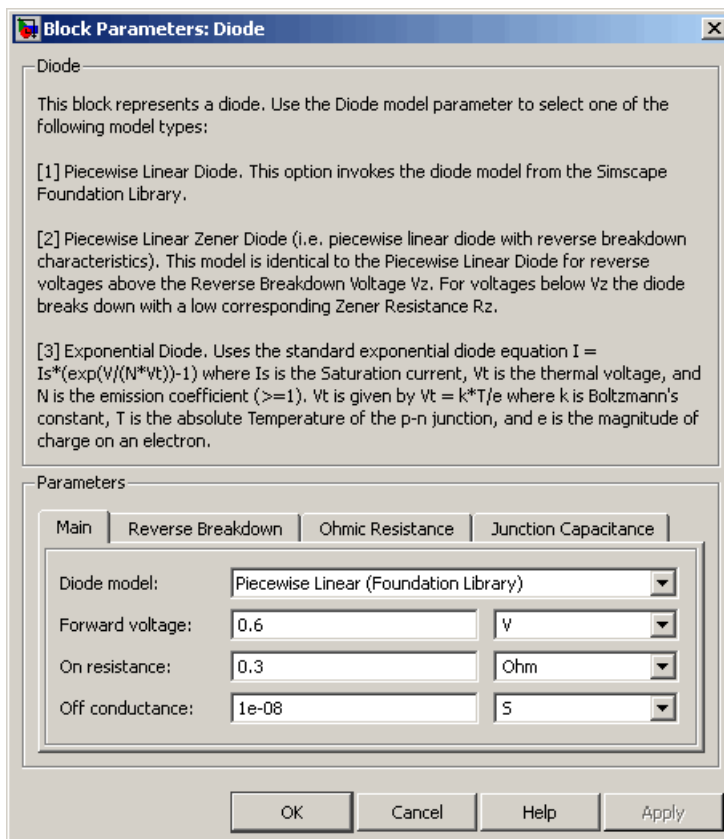 Block Parameters: Diode
Diode
This block represents a diode. Use the Diode model parameter to select one of the
following model types:
[1] Piecewise Linear Diode. This option invokes the diode model from the Simscape
Foundation Library.
[2] Piecewise Linear Zener Diode (i.e. piecewise linear diode with reverse breakdown
characteristics). This model is identical to the Piecewise Linear Diode for reverse
voltages above the Reverse Breakdown Voltage Vz. For voltages below Vz the diode
breaks down with a low corresponding Zener Resistance Rz.
[3] Exponential Diode. Uses the standard exponential diode equation I =
Is*(exp(V/(N*Vt))-1) where Is is the Saturation current, Vt is the thermal voltage, and
N is the emission coefficient (>=1). Vt is given by Vt = k*T/e where k is Boltzmann's
constant, T is the absolute Temperature of the p-n junction, and e is the magnitude of
charge on an electron.
Parameters
Main Reverse Breakdown Ohmic Resistance Junction Capacitance
Diode model: Piecewise Linear (Foundation Library)
Forward voltage: 0.6 V
On resistance: 0.3 Ohm
Off conductance: 1e-08 S
OK Cancel Help Apply